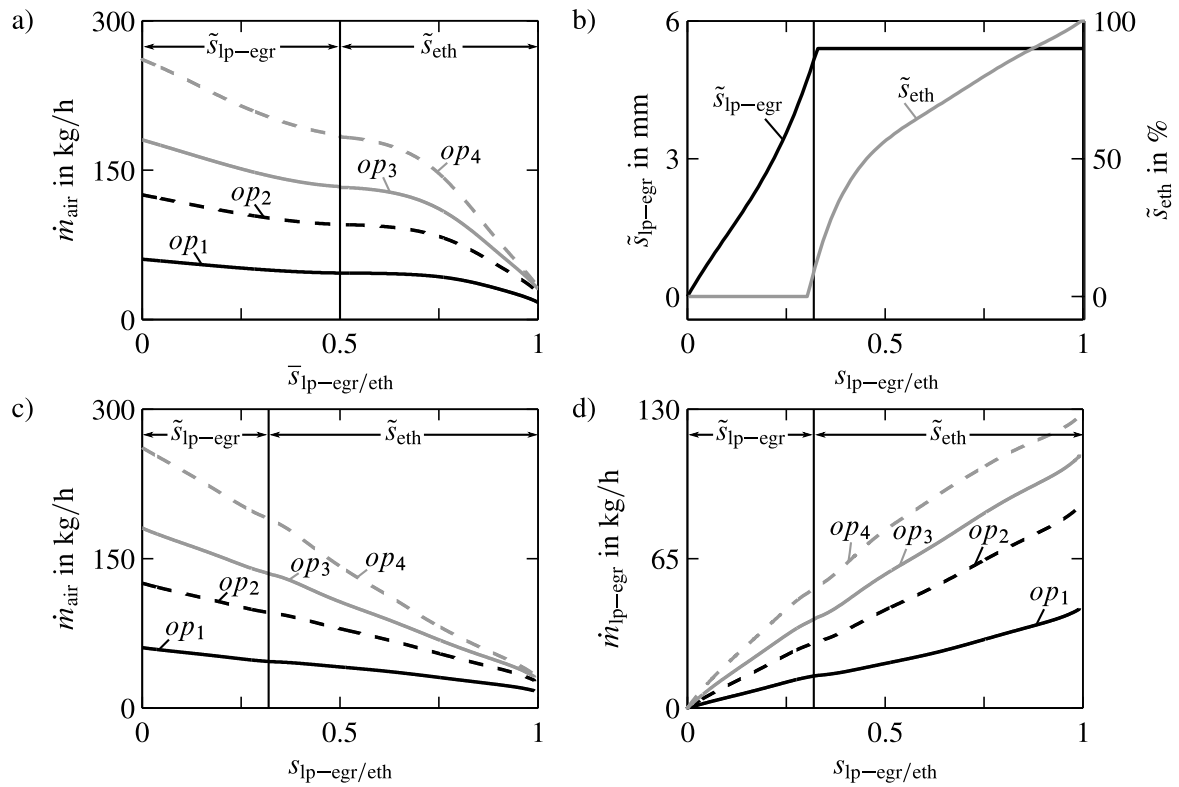 a)
300
150
0
ṁair in kg/h
s̃lp−egr
s̃eth
op1
op2
op3
op4
0
0.5
1
s̄lp−egr/eth
b)
6
3
0
s̃lp−egr in mm
s̃lp−egr
s̃eth
100
50
0
s̃eth in %
0
0.5
1
slp−egr/eth
c)
300
150
0
ṁair in kg/h
s̃lp−egr
s̃eth
op1
op2
op3
op4
0
0.5
1
slp−egr/eth
d)
130
65
0
ṁlp−egr in kg/h
s̃lp−egr
s̃eth
op4
op3
op2
op1
0
0.5
1
slp−egr/eth